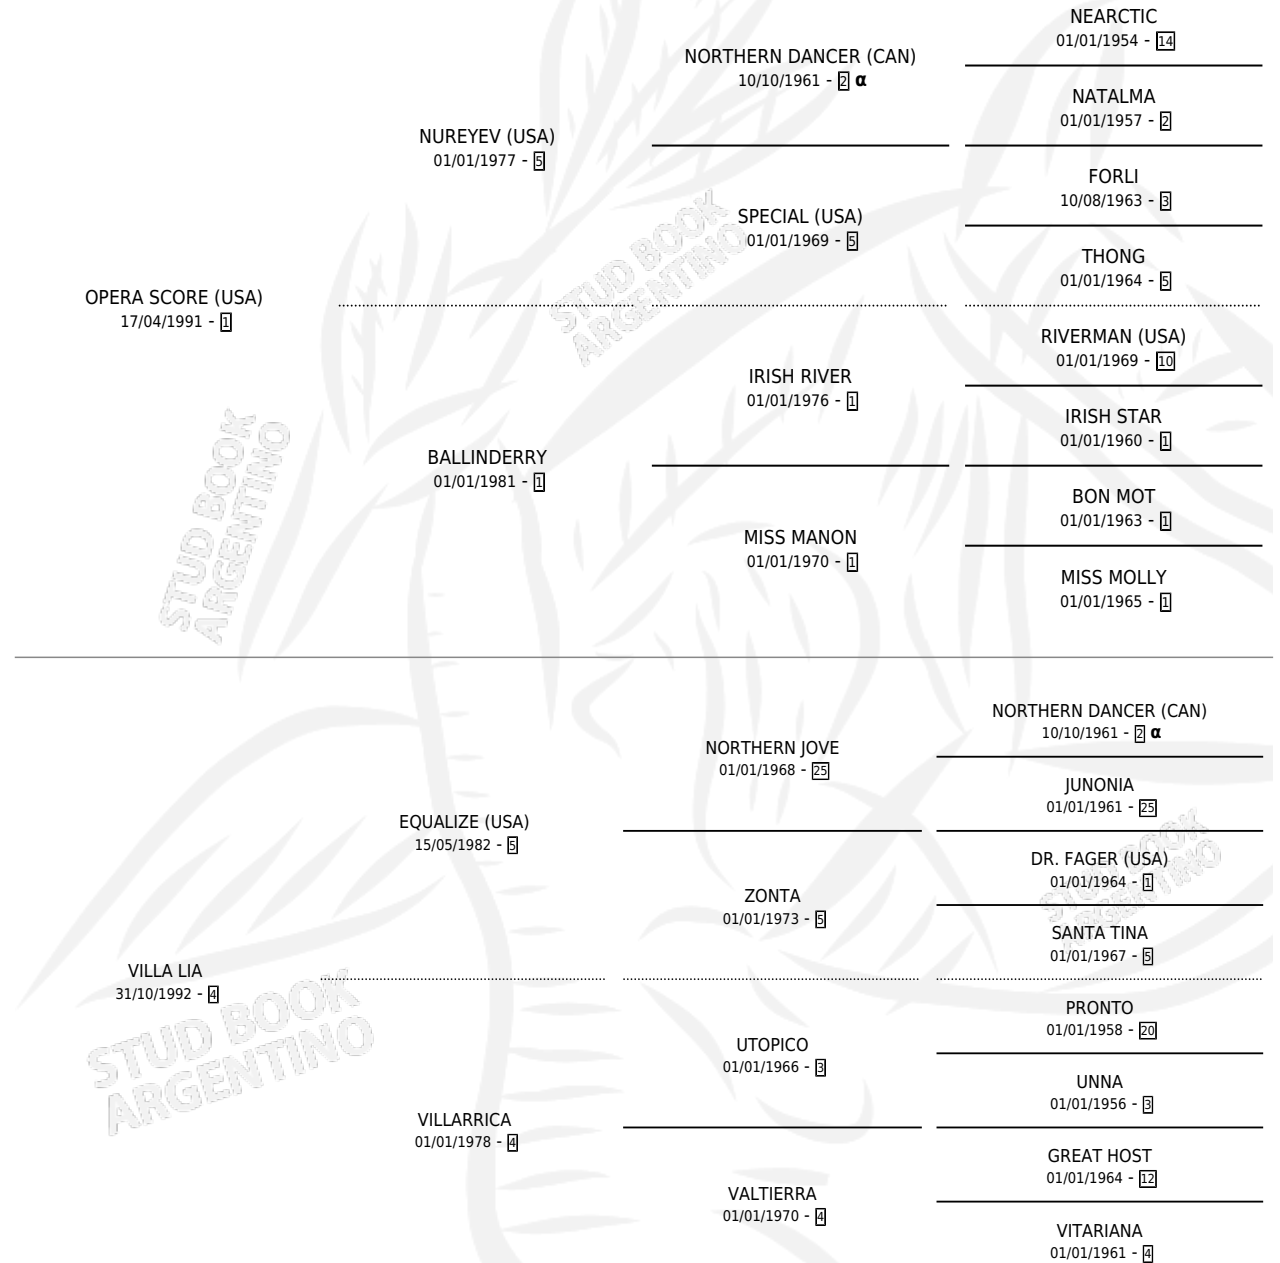 NEARCTIC
01/01/1954 - 14
NORTHERN DANCER (CAN)
10/10/1961 - 2 α
NATALMA
01/01/1957 - 2
NUREYEV (USA)
01/01/1977 - 5
FORLI
10/08/1963 - 3
SPECIAL (USA)
01/01/1969 - 5
THONG
01/01/1964 - 5
OPERA SCORE (USA)
17/04/1991 - 1
RIVERMAN (USA)
01/01/1969 - 10
IRISH RIVER
01/01/1976 - 1
IRISH STAR
01/01/1960 - 1
BALLINDERRY
01/01/1981 - 1
BON MOT
01/01/1963 - 1
MISS MANON
01/01/1970 - 1
MISS MOLLY
01/01/1965 - 1
STUD BOOK
ARGENTINO
STUD BOOK
ARGENTINO
NORTHERN DANCER (CAN)
10/10/1961 - 2 α
NORTHERN JOVE
01/01/1968 - 25
JUNONIA
01/01/1961 - 25
EQUALIZE (USA)
15/05/1982 - 5
DR. FAGER (USA)
01/01/1964 - 1
ZONTA
01/01/1973 - 5
SANTA TINA
01/01/1967 - 5
VILLA LIA
31/10/1992 - 4
PRONTO
01/01/1958 - 20
UTOPICO
01/01/1966 - 3
UNNA
01/01/1956 - 3
VILLARRICA
01/01/1978 - 4
GREAT HOST
01/01/1964 - 12
VALTIERRA
01/01/1970 - 4
VITARIANA
01/01/1961 - 4
STUD BOOK
ARGENTINO
STUD BOOK
ARGENTINO